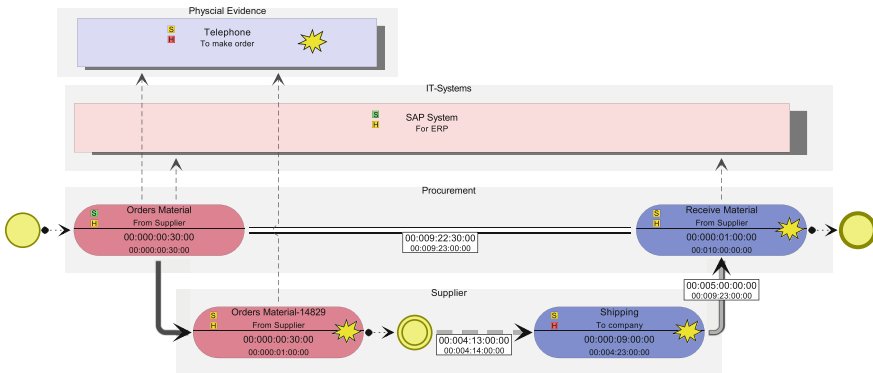 Physcial Evidence
S
H
Telephone
To make order
IT-Systems
S
H
SAP System
For ERP
Procurement
S
H
Orders Material
From Supplier
00:000:00:30:00
00:000:00:30:00
00:009:22:30:00
00:009:23:00:00
S
H
Receive Material
From Supplier
00:000:01:00:00
00:010:00:00:00
00:005:00:00:00
00:009:23:00:00
Supplier
S
H
Orders Material-14829
From Supplier
00:000:00:30:00
00:000:01:00:00
00:004:13:00:00
00:004:14:00:00
S
H
Shipping
To company
00:000:09:00:00
00:004:23:00:00